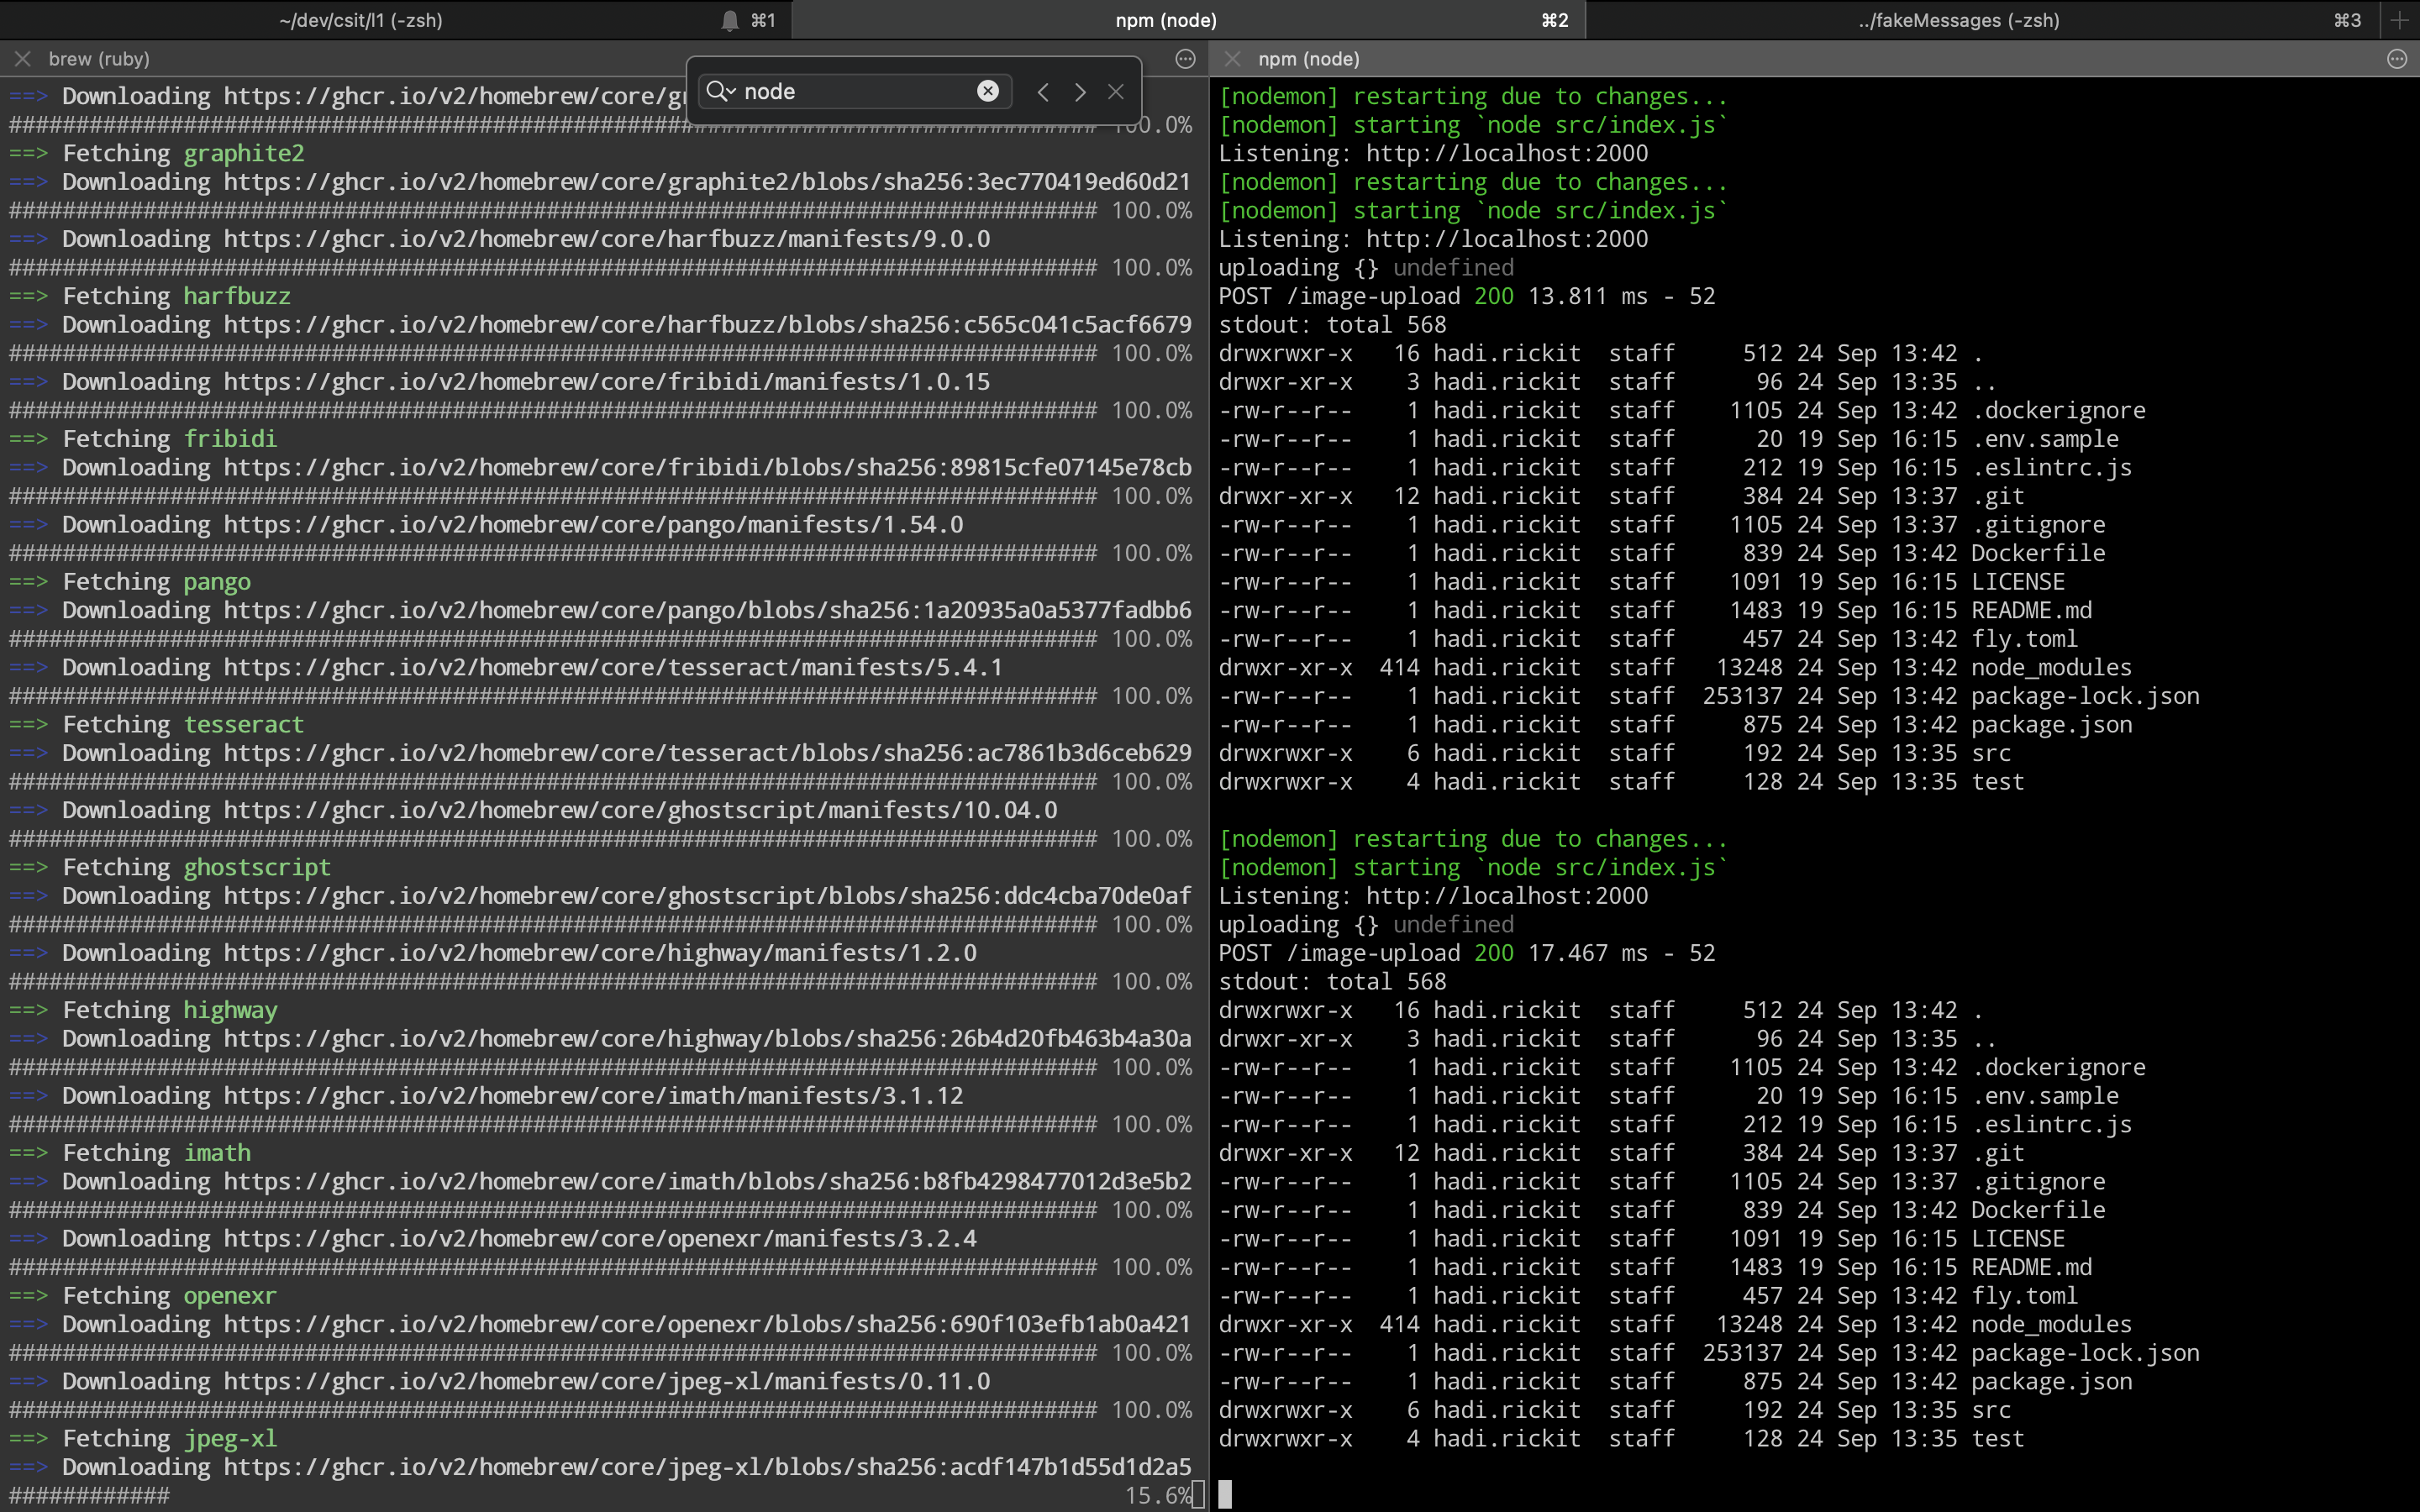 ~/dev/csit/l1 (-zsh) ⌘1 npm (node) ⌘2 ../fakeMessages (-zsh) ⌘3
brew (ruby)
node
==> Downloading https://ghcr.io/v2/homebrew/core/gr
######################################################################### 100.0%
==> Fetching graphite2
==> Downloading https://ghcr.io/v2/homebrew/core/graphite2/blobs/sha256:3ec770419ed60d21
######################################################################### 100.0%
==> Downloading https://ghcr.io/v2/homebrew/core/harfbuzz/manifests/9.0.0
######################################################################### 100.0%
==> Fetching harfbuzz
==> Downloading https://ghcr.io/v2/homebrew/core/harfbuzz/blobs/sha256:c565c041c5acf6679
######################################################################### 100.0%
==> Downloading https://ghcr.io/v2/homebrew/core/fribidi/manifests/1.0.15
######################################################################### 100.0%
==> Fetching fribidi
==> Downloading https://ghcr.io/v2/homebrew/core/fribidi/blobs/sha256:89815cfe07145e78cb
######################################################################### 100.0%
==> Downloading https://ghcr.io/v2/homebrew/core/pango/manifests/1.54.0
######################################################################### 100.0%
==> Fetching pango
==> Downloading https://ghcr.io/v2/homebrew/core/pango/blobs/sha256:1a20935a0a5377fadbb6
######################################################################### 100.0%
==> Downloading https://ghcr.io/v2/homebrew/core/tesseract/manifests/5.4.1
######################################################################### 100.0%
==> Fetching tesseract
==> Downloading https://ghcr.io/v2/homebrew/core/tesseract/blobs/sha256:ac7861b3d6ceb629
######################################################################### 100.0%
==> Downloading https://ghcr.io/v2/homebrew/core/ghostscript/manifests/10.04.0
######################################################################### 100.0%
==> Fetching ghostscript
==> Downloading https://ghcr.io/v2/homebrew/core/ghostscript/blobs/sha256:ddc4cba70de0af
######################################################################### 100.0%
==> Downloading https://ghcr.io/v2/homebrew/core/highway/manifests/1.2.0
######################################################################### 100.0%
==> Fetching highway
==> Downloading https://ghcr.io/v2/homebrew/core/highway/blobs/sha256:26b4d20fb463b4a30a
######################################################################### 100.0%
==> Downloading https://ghcr.io/v2/homebrew/core/imath/manifests/3.1.12
######################################################################### 100.0%
==> Fetching imath
==> Downloading https://ghcr.io/v2/homebrew/core/imath/blobs/sha256:b8fb4298477012d3e5b2
######################################################################### 100.0%
==> Downloading https://ghcr.io/v2/homebrew/core/openexr/manifests/3.2.4
######################################################################### 100.0%
==> Fetching openexr
==> Downloading https://ghcr.io/v2/homebrew/core/openexr/blobs/sha256:690f103efb1ab0a421
######################################################################### 100.0%
==> Downloading https://ghcr.io/v2/homebrew/core/jpeg-xl/manifests/0.11.0
######################################################################### 100.0%
==> Fetching jpeg-xl
==> Downloading https://ghcr.io/v2/homebrew/core/jpeg-xl/blobs/sha256:acdf147b1d55d1d2a5
############ 15.6%
npm (node)
[nodemon] restarting due to changes...
[nodemon] starting `node src/index.js`
Listening: http://localhost:2000
[nodemon] restarting due to changes...
[nodemon] starting `node src/index.js`
Listening: http://localhost:2000
uploading {} undefined
POST /image-upload 200 13.811 ms - 52
stdout: total 568
drwxrwxr-x 16 hadi.rickit staff 512 24 Sep 13:42 .
drwxr-xr-x 3 hadi.rickit staff 96 24 Sep 13:35 ..
-rw-r--r-- 1 hadi.rickit staff 1105 24 Sep 13:42 .dockerignore
-rw-r--r-- 1 hadi.rickit staff 20 19 Sep 16:15 .env.sample
-rw-r--r-- 1 hadi.rickit staff 212 19 Sep 16:15 .eslintrc.js
drwxr-xr-x 12 hadi.rickit staff 384 24 Sep 13:37 .git
-rw-r--r-- 1 hadi.rickit staff 1105 24 Sep 13:37 .gitignore
-rw-r--r-- 1 hadi.rickit staff 839 24 Sep 13:42 Dockerfile
-rw-r--r-- 1 hadi.rickit staff 1091 19 Sep 16:15 LICENSE
-rw-r--r-- 1 hadi.rickit staff 1483 19 Sep 16:15 README.md
-rw-r--r-- 1 hadi.rickit staff 457 24 Sep 13:42 fly.toml
drwxr-xr-x 414 hadi.rickit staff 13248 24 Sep 13:42 node_modules
-rw-r--r-- 1 hadi.rickit staff 253137 24 Sep 13:42 package-lock.json
-rw-r--r-- 1 hadi.rickit staff 875 24 Sep 13:42 package.json
drwxrwxr-x 6 hadi.rickit staff 192 24 Sep 13:35 src
drwxrwxr-x 4 hadi.rickit staff 128 24 Sep 13:35 test
[nodemon] restarting due to changes...
[nodemon] starting `node src/index.js`
Listening: http://localhost:2000
uploading {} undefined
POST /image-upload 200 17.467 ms - 52
stdout: total 568
drwxrwxr-x 16 hadi.rickit staff 512 24 Sep 13:42 .
drwxr-xr-x 3 hadi.rickit staff 96 24 Sep 13:35 ..
-rw-r--r-- 1 hadi.rickit staff 1105 24 Sep 13:42 .dockerignore
-rw-r--r-- 1 hadi.rickit staff 20 19 Sep 16:15 .env.sample
-rw-r--r-- 1 hadi.rickit staff 212 19 Sep 16:15 .eslintrc.js
drwxr-xr-x 12 hadi.rickit staff 384 24 Sep 13:37 .git
-rw-r--r-- 1 hadi.rickit staff 1105 24 Sep 13:37 .gitignore
-rw-r--r-- 1 hadi.rickit staff 839 24 Sep 13:42 Dockerfile
-rw-r--r-- 1 hadi.rickit staff 1091 19 Sep 16:15 LICENSE
-rw-r--r-- 1 hadi.rickit staff 1483 19 Sep 16:15 README.md
-rw-r--r-- 1 hadi.rickit staff 457 24 Sep 13:42 fly.toml
drwxr-xr-x 414 hadi.rickit staff 13248 24 Sep 13:42 node_modules
-rw-r--r-- 1 hadi.rickit staff 253137 24 Sep 13:42 package-lock.json
-rw-r--r-- 1 hadi.rickit staff 875 24 Sep 13:42 package.json
drwxrwxr-x 6 hadi.rickit staff 192 24 Sep 13:35 src
drwxrwxr-x 4 hadi.rickit staff 128 24 Sep 13:35 test